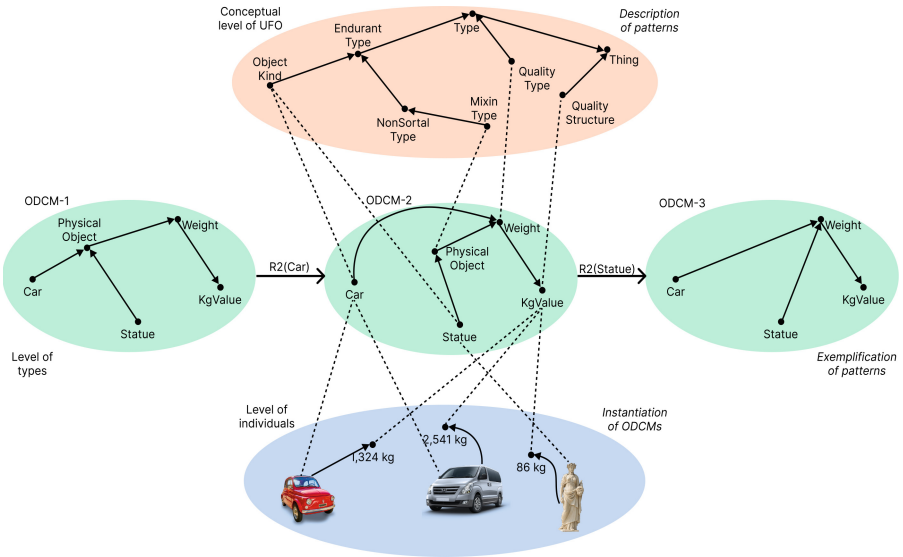 Conceptual
level of UFO
Description
of patterns
Type
Endurant
Type
Thing
Object
Kind
Quality
Type
Mixin
Type
Quality
Structure
NonSortal
Type
ODCM-1
Physical
Object
Weight
Car
KgValue
Statue
Level of
types
R2(Car)
ODCM-2
Weight
Physical
Object
Car
KgValue
Statue
R2(Statue)
ODCM-3
Weight
Car
KgValue
Statue
Exemplification
of patterns
Level of
individuals
Instantiation
of ODCMs
1,324 kg
2,541 kg
86 kg